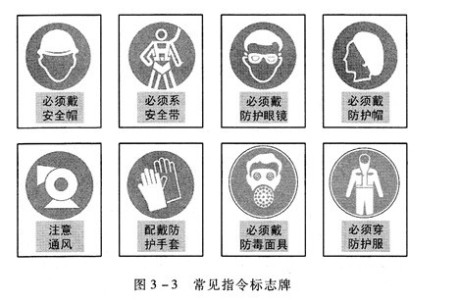 必须戴
安全帽
必须系
安全带
必须戴
防护眼镜
必须戴
防护帽
注意
通风
配戴防
护手套
必须戴
防毒面具
必须穿
防护服
图3-3 常见指令标志牌